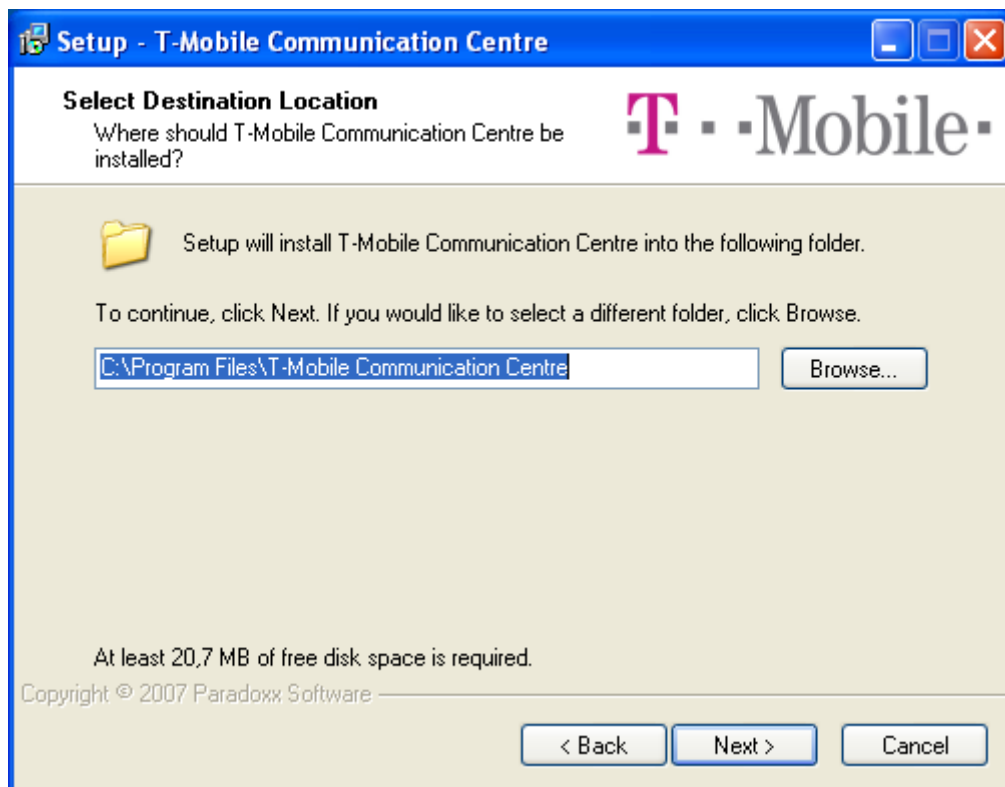 Setup - T-Mobile Communication Centre
Select Destination Location
Where should T-Mobile Communication Centre be
installed?
T · · Mobile ·
Setup will install T-Mobile Communication Centre into the following folder.
To continue, click Next. If you would like to select a different folder, click Browse.
C:\Program Files\T-Mobile Communication Centre
Browse...
At least 20,7 MB of free disk space is required.
Copyright © 2007 Paradoxx Software
< Back
Next >
Cancel